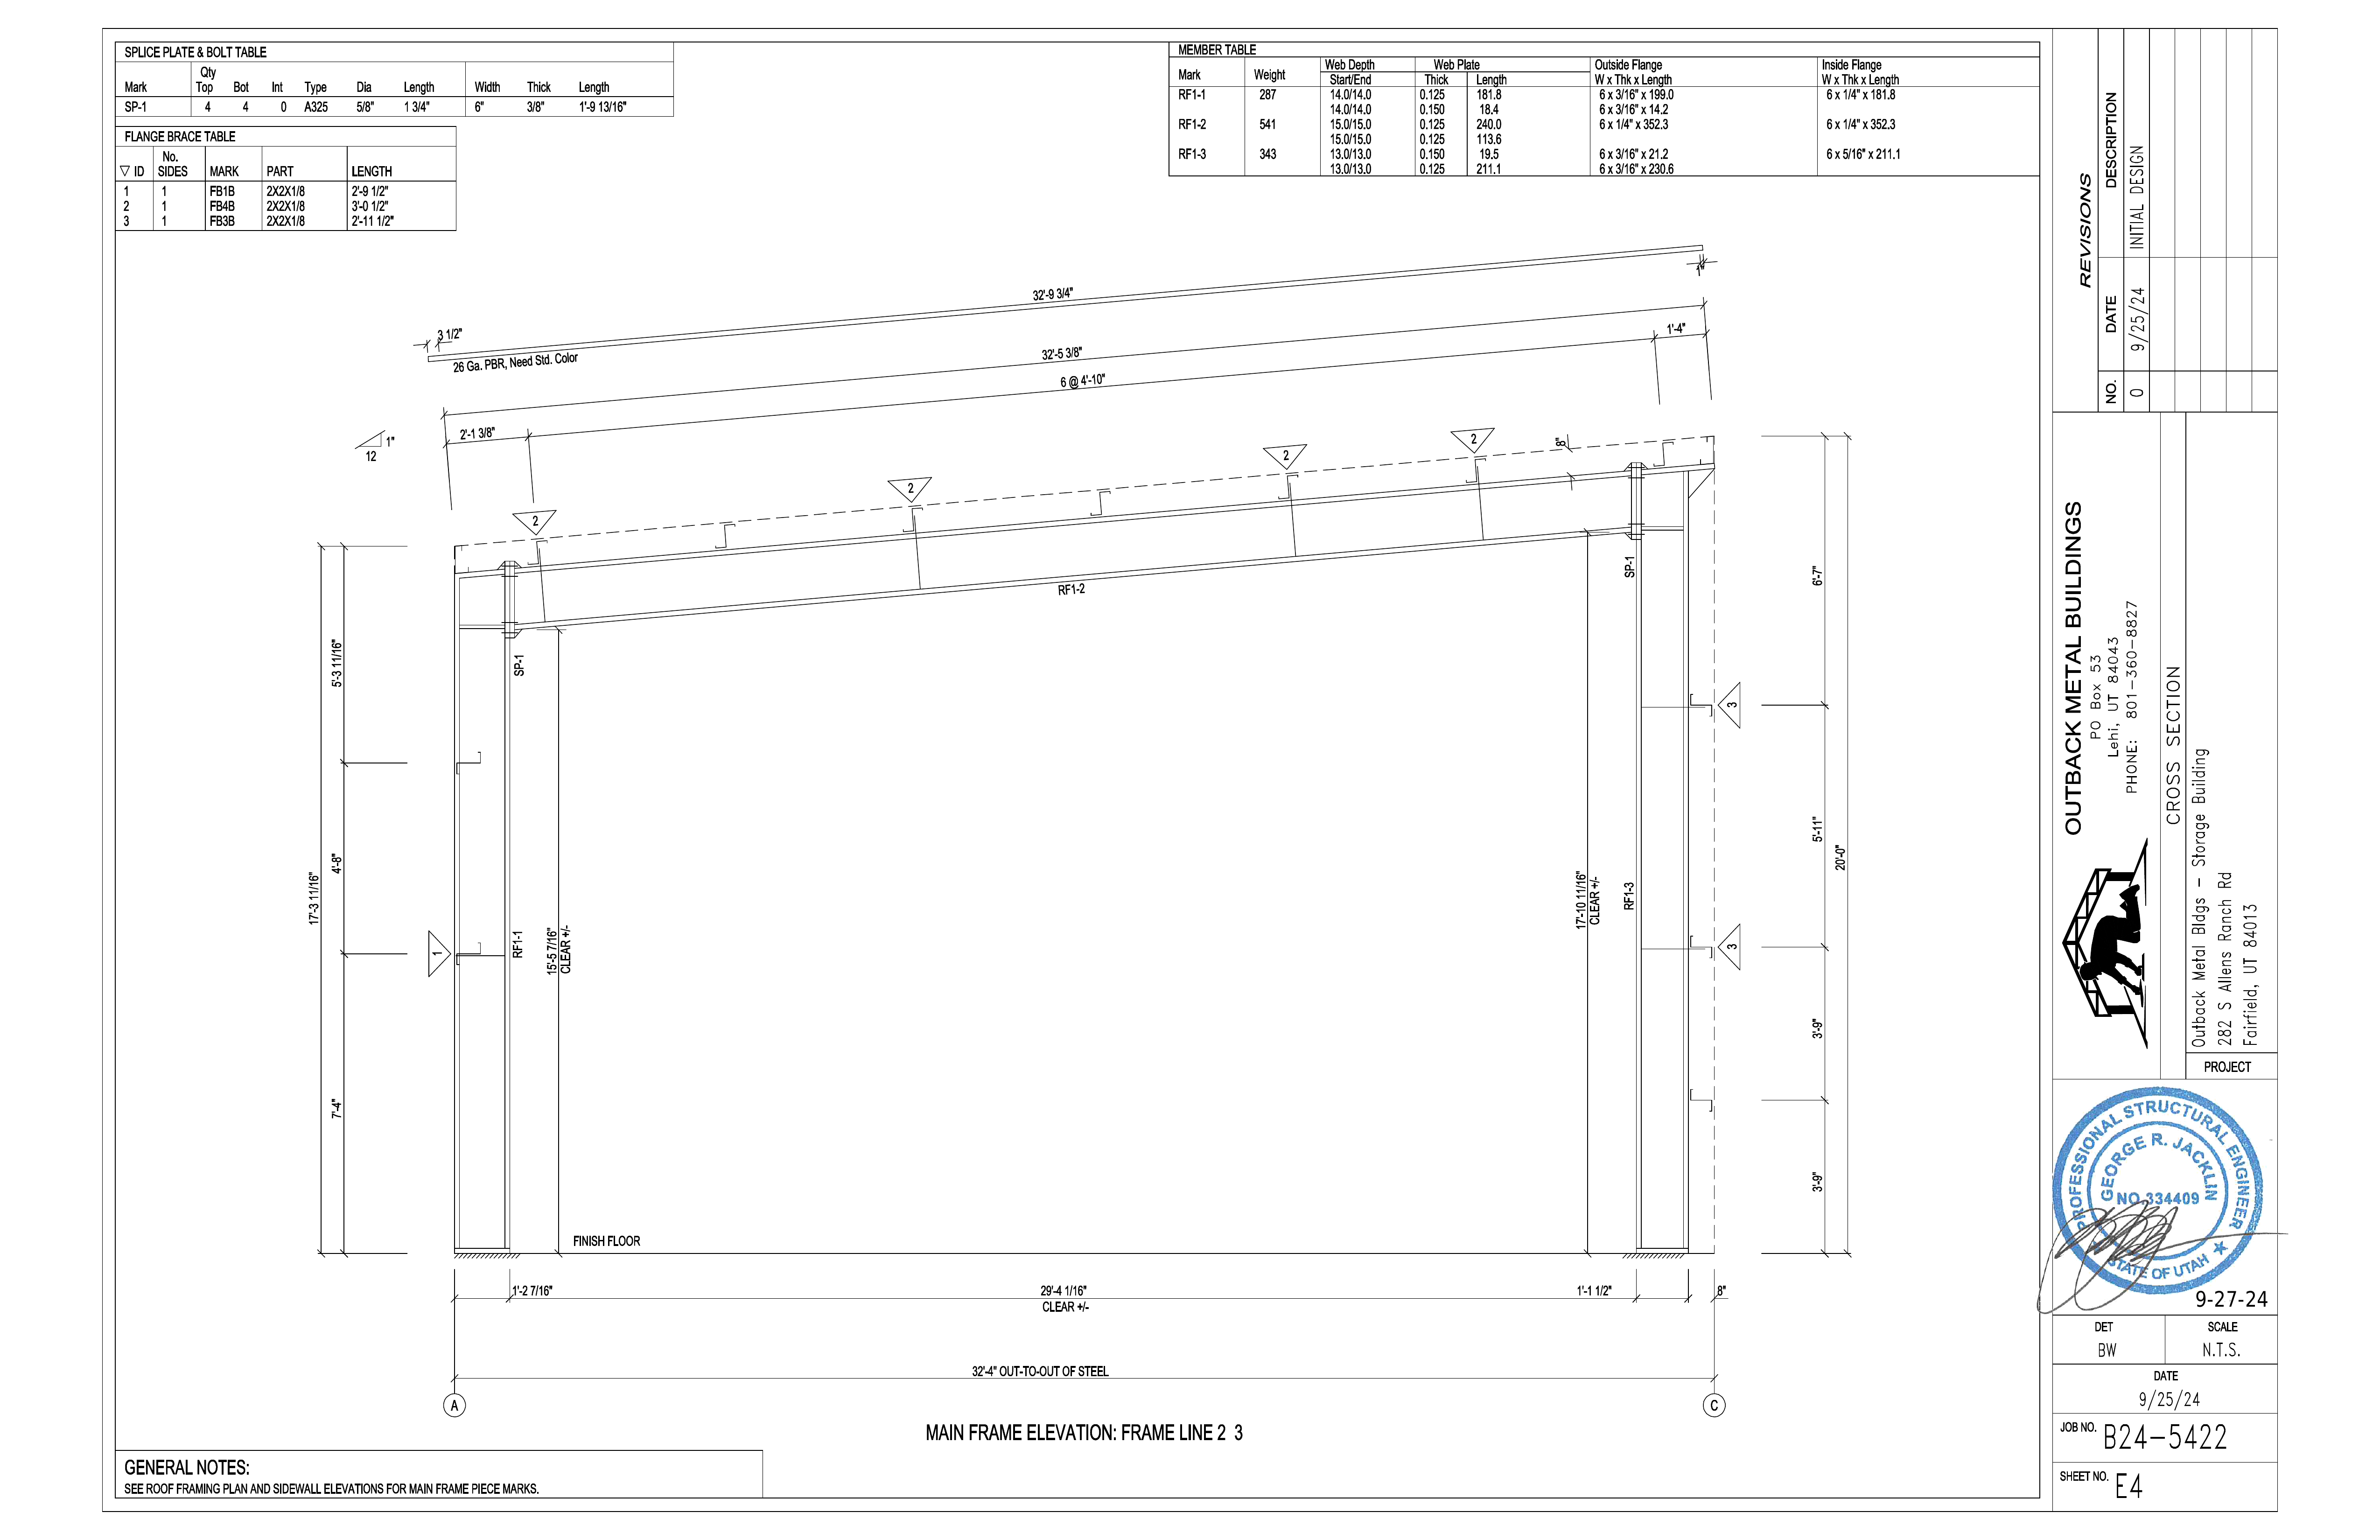 SPLICE PLATE & BOLT TABLE
Qty
Mark Top Bot Int Type Dia Length Width Thick Length
SP-1 4 4 0 A325 5/8" 1 3/4" 6" 3/8" 1'-9 13/16"
FLANGE BRACE TABLE
No.
▽ ID SIDES MARK PART LENGTH
1 1 FB1B 2X2X1/8 2'-9 1/2"
2 1 FB4B 2X2X1/8 3'-0 1/2"
3 1 FB3B 2X2X1/8 2'-11 1/2"
MEMBER TABLE
Web Depth Web Plate Outside Flange Inside Flange
Mark Weight Start/End Thick Length W x Thk x Length W x Thk x Length
RF1-1 287 14.0/14.0 0.125 181.8 6 x 3/16" x 199.0 6 x 1/4" x 181.8
14.0/14.0 0.150 18.4 6 x 3/16" x 14.2
RF1-2 541 15.0/15.0 0.125 240.0 6 x 1/4" x 352.3 6 x 1/4" x 352.3
15.0/15.0 0.125 113.6
RF1-3 343 13.0/13.0 0.150 19.5 6 x 3/16" x 21.2 6 x 5/16" x 211.1
13.0/13.0 0.125 211.1 6 x 3/16" x 230.6
1"
32'-9 3/4"
3 1/2"
26 Ga. PBR, Need Std. Color
32'-5 3/8"
1'-4"
6 @ 4'-10"
2'-1 3/8"
1"
12
2
2
2
2
8"
RF1-2
SP-1
SP-1
5'-3 11/16"
4'-8"
7'-4"
17'-3 11/16"
1
RF1-1
15'-5 7/16"
CLEAR +/-
17'-10 11/16"
CLEAR +/-
RF1-3
3
3
6'-7"
5'-11"
3'-9"
3'-9"
20'-0"
FINISH FLOOR
1'-2 7/16"
29'-4 1/16"
CLEAR +/-
1'-1 1/2"
8"
32'-4" OUT-TO-OUT OF STEEL
A
C
MAIN FRAME ELEVATION: FRAME LINE 2 3
GENERAL NOTES:
SEE ROOF FRAMING PLAN AND SIDEWALL ELEVATIONS FOR MAIN FRAME PIECE MARKS.
REVISIONS
NO. DATE DESCRIPTION
0 9/25/24 INITIAL DESIGN
OUTBACK METAL BUILDINGS
PO Box 53
Lehi, UT 84043
PHONE: 801-360-8827
CROSS SECTION
Outback Metal Bldgs - Storage Building
282 S Allens Ranch Rd
Fairfield, UT 84013
PROJECT
PROFESSIONAL STRUCTURAL ENGINEER
GEORGE R. JACKLIN
NO. 334409
STATE OF UTAH
9-27-24
DET SCALE
BW N.T.S.
DATE
9/25/24
JOB NO. B24-5422
SHEET NO. E4